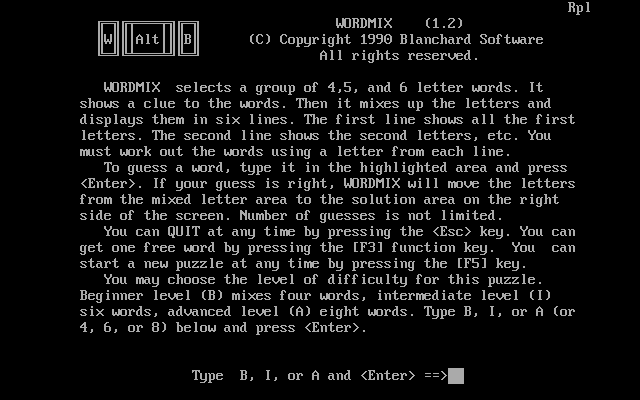 Rpl
WORDMIX (1.2)
W Alt B
(C) Copyright 1990 Blanchard Software
All rights reserved.
WORDMIX selects a group of 4,5, and 6 letter words. It
shows a clue to the words. Then it mixes up the letters and
displays them in six lines. The first line shows all the first
letters. The second line shows the second letters, etc. You
must work out the words using a letter from each line.
To guess a word, type it in the highlighted area and press
<Enter>. If your guess is right, WORDMIX will move the letters
from the mixed letter area to the solution area on the right
side of the screen. Number of guesses is not limited.
You can QUIT at any time by pressing the <Esc> key. You can
get one free word by pressing the [F3] function key. You can
start a new puzzle at any time by pressing the [F5] key.
You may choose the level of difficulty for this puzzle.
Beginner level (B) mixes four words, intermediate level (I)
six words, advanced level (A) eight words. Type B, I, or A (or
4, 6, or 8) below and press <Enter>.
Type B, I, or A and <Enter> ==>